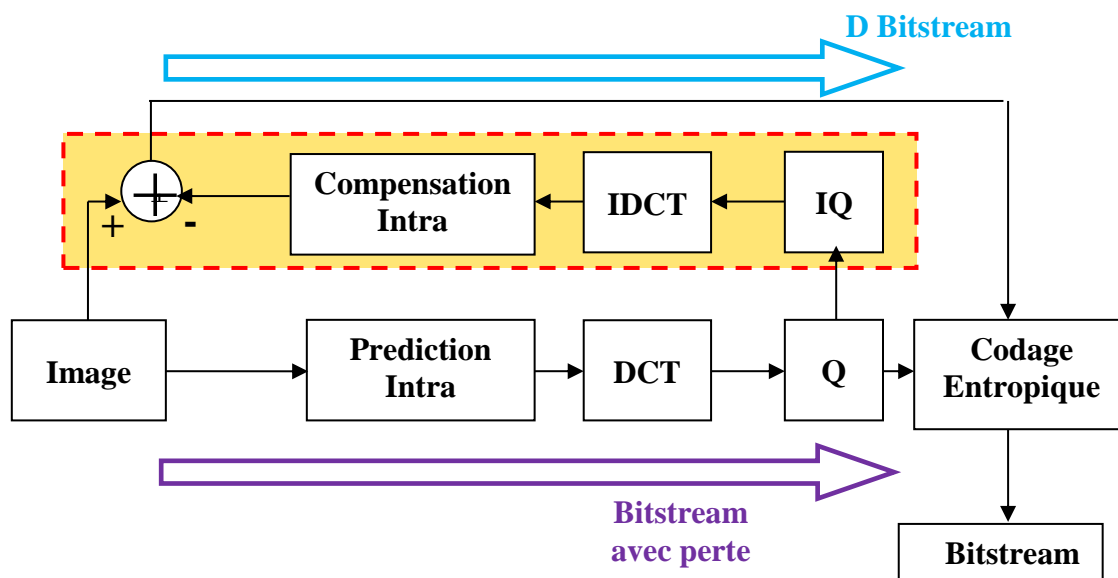 D Bitstream
Compensation
Intra
IDCT
IQ
+
-
Image
Prediction
Intra
DCT
Q
Codage
Entropique
Bitstream
avec perte
Bitstream